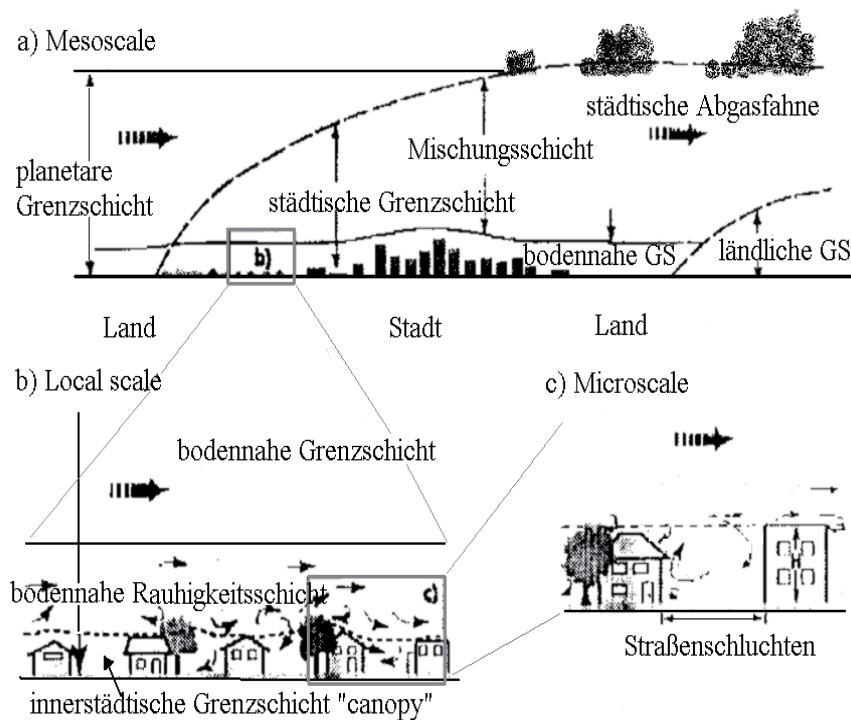 a) Mesoscale
städtische Abgasfahne
Mischungsschicht
planetare
Grenzschicht
städtische Grenzschicht
b)
bodennahe GS
ländliche GS
Land
Stadt
Land
b) Local scale
bodennahe Grenzschicht
bodennahe Rauhigkeitsschicht
c)
innerstädtische Grenzschicht "canopy"
c) Microscale
H
Straßenschluchten